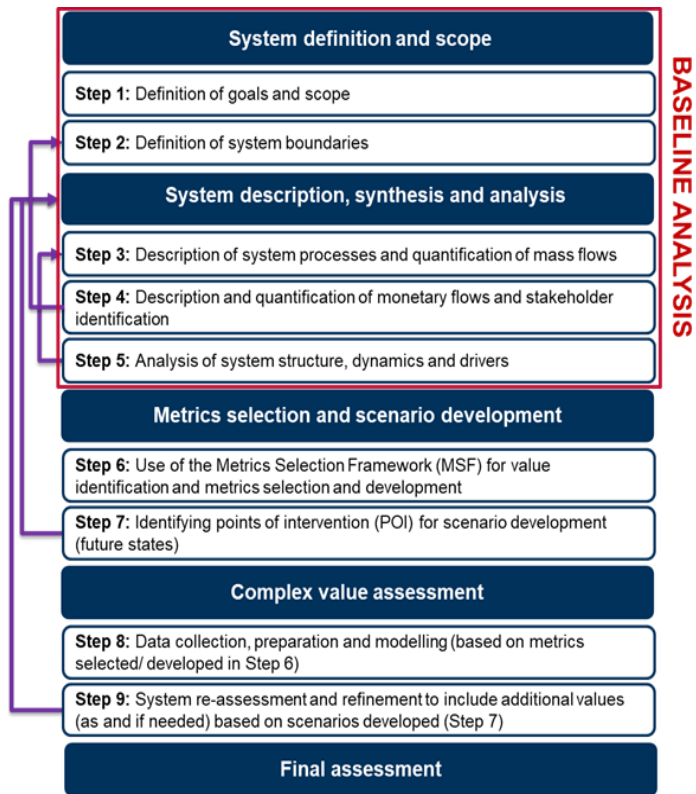 System definition and scope
Step 1: Definition of goals and scope
Step 2: Definition of system boundaries
System description, synthesis and analysis
Step 3: Description of system processes and quantification of mass flows
Step 4: Description and quantification of monetary flows and stakeholder
identification
Step 5: Analysis of system structure, dynamics and drivers
BASELINE ANALYSIS
Metrics selection and scenario development
Step 6: Use of the Metrics Selection Framework (MSF) for value
identification and metrics selection and development
Step 7: Identifying points of intervention (POI) for scenario development
(future states)
Complex value assessment
Step 8: Data collection, preparation and modelling (based on metrics
selected/ developed in Step 6)
Step 9: System re-assessment and refinement to include additional values
(as and if needed) based on scenarios developed (Step 7)
Final assessment